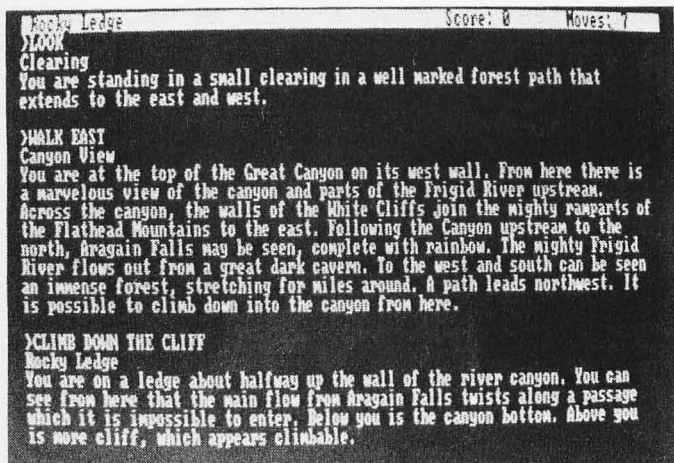 Rocky Ledge Score: 0 Moves: 7
>LOOK
Clearing
You are standing in a small clearing in a well marked forest path that
extends to the east and west.
>WALK EAST
Canyon View
You are at the top of the Great Canyon on its west wall. From here there is
a marvelous view of the canyon and parts of the Frigid River upstream.
Across the canyon, the walls of the White Cliffs join the mighty ramparts of
the Flathead Mountains to the east. Following the Canyon upstream to the
north, Aragain Falls may be seen, complete with rainbow. The mighty Frigid
River flows out from a great dark cavern. To the west and south can be seen
an immense forest, stretching for miles around. A path leads northwest. It
is possible to climb down into the canyon from here.
>CLIMB DOWN THE CLIFF
Rocky Ledge
You are on a ledge about halfway up the wall of the river canyon. You can
see from here that the main flow from Aragain Falls twists along a passage
which it is impossible to enter. Below you is the canyon bottom. Above you
is more cliff, which appears climbable.